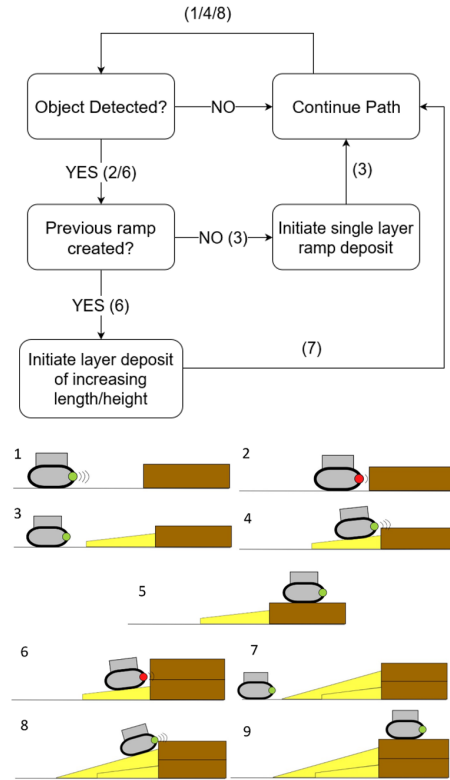 (1/4/8)
Object Detected?
NO
Continue Path
YES (2/6)
(3)
Previous ramp
created?
NO (3)
Initiate single layer
ramp deposit
YES (6)
(7)
Initiate layer deposit
of increasing
length/height
1
2
3
4
5
6
7
8
9